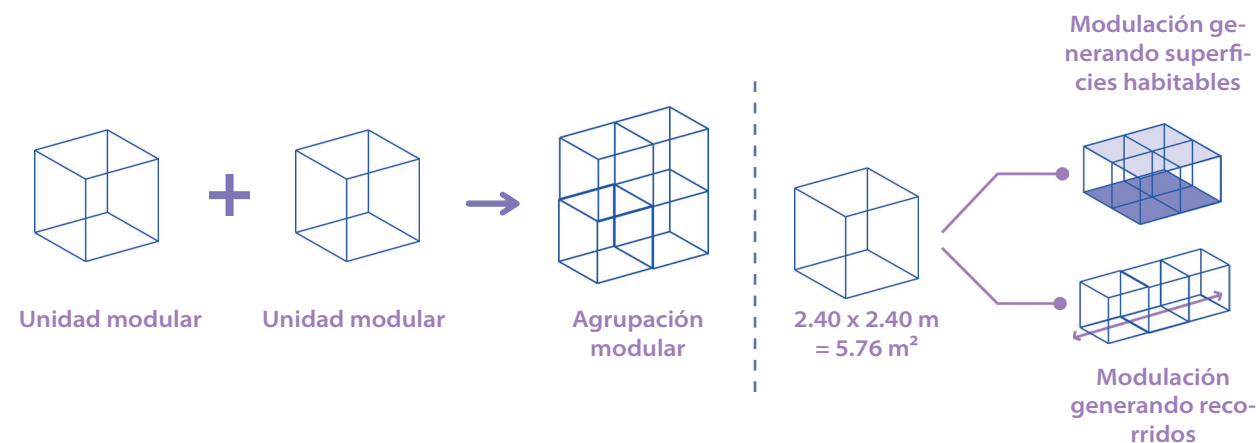 Unidad modular
Unidad modular
Agrupación
modular
2.40 x 2.40 m
= 5.76 m²
Modulación ge-
nerando superfi-
cies habitables
Modulación
generando reco-
rridos